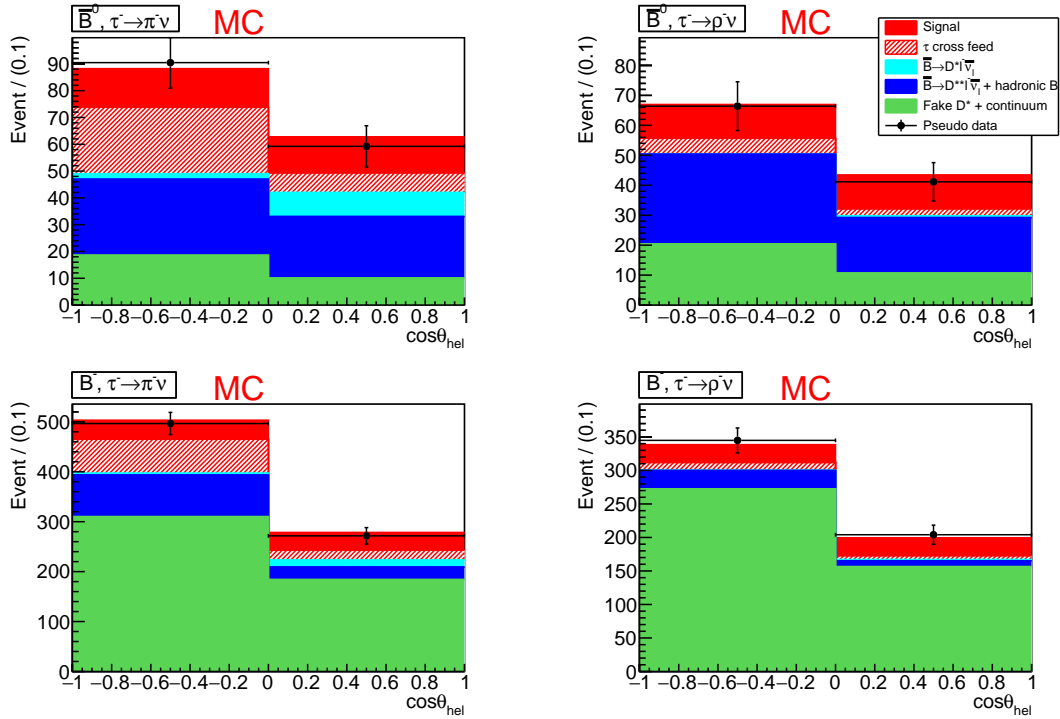 B̅⁰, τ⁻→π⁻ν MC
Event / (0.1)
90
80
70
60
50
40
30
20
10
0
−1 −0.8 −0.6 −0.4 −0.2 0 0.2 0.4 0.6 0.8 1
cosθhel
B̅⁰, τ⁻→ρ⁻ν MC
Event / (0.1)
80
70
60
50
40
30
20
10
0
−1 −0.8 −0.6 −0.4 −0.2 0 0.2 0.4 0.6 0.8 1
cosθhel
Signal
τ cross feed
B̅→D*l⁻ν̅l
B̅→D**l⁻ν̅l + hadronic B
Fake D* + continuum
Pseudo data
B⁻, τ⁻→π⁻ν MC
Event / (0.1)
500
400
300
200
100
0
−1 −0.8 −0.6 −0.4 −0.2 0 0.2 0.4 0.6 0.8 1
cosθhel
B⁻, τ⁻→ρ⁻ν MC
Event / (0.1)
350
300
250
200
150
100
50
0
−1 −0.8 −0.6 −0.4 −0.2 0 0.2 0.4 0.6 0.8 1
cosθhel